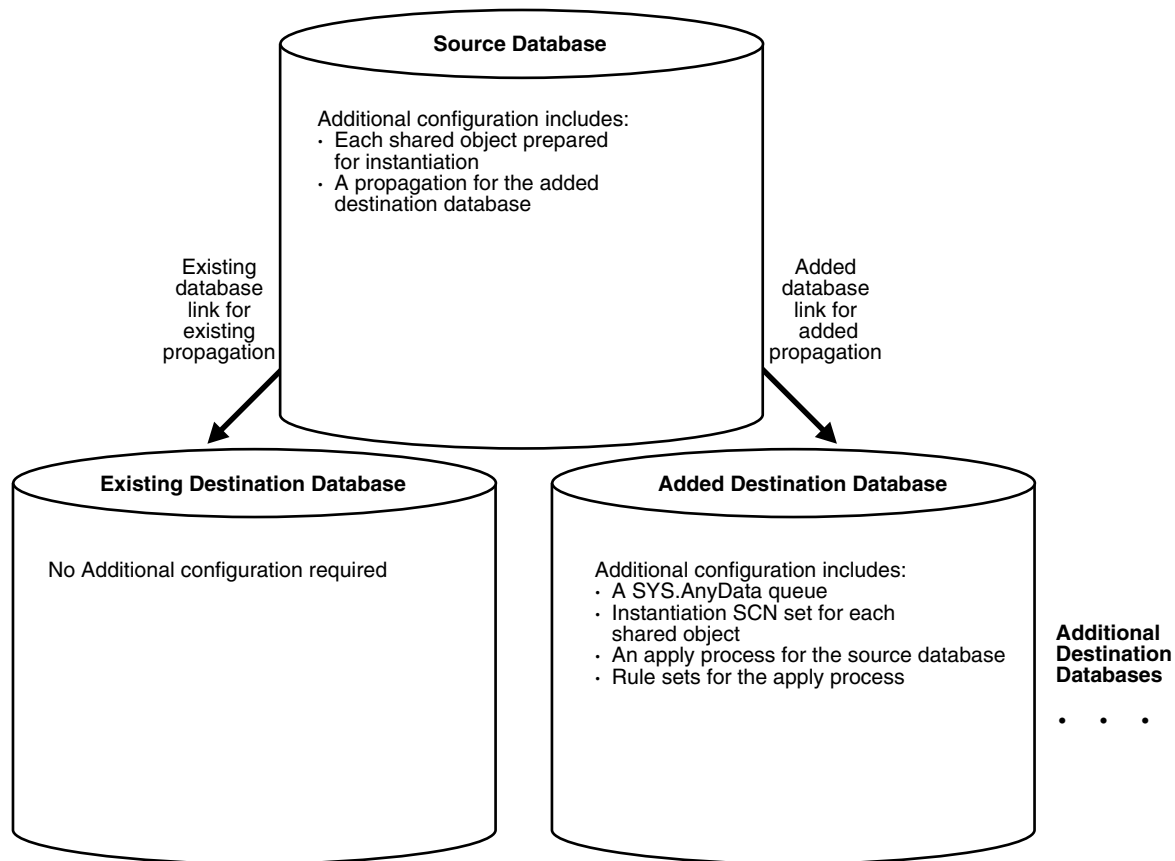 Source Database
Additional configuration includes:
· Each shared object prepared
for instantiation
· A propagation for the added
destination database
Existing
database
link for
existing
propagation
Added
database
link for
added
propagation
Existing Destination Database
No Additional configuration required
Added Destination Database
Additional configuration includes:
· A SYS.AnyData queue
· Instantiation SCN set for each
shared object
· An apply process for the source database
· Rule sets for the apply process
Additional
Destination
Databases
. . .